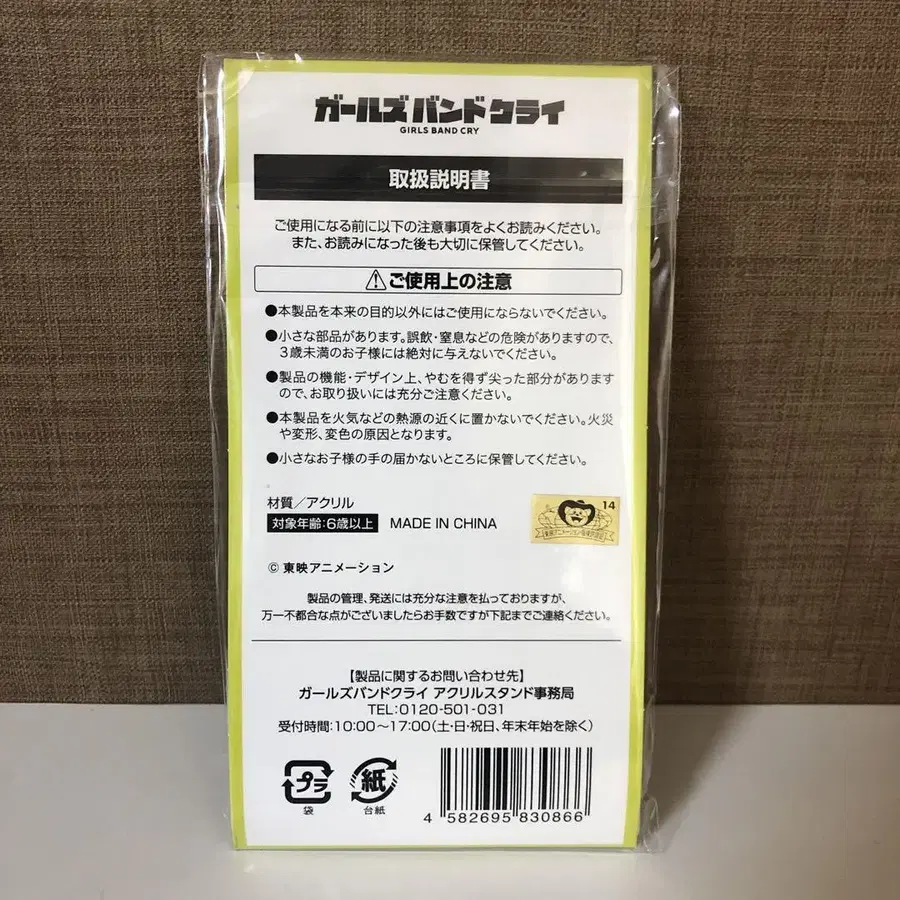 ガールズバンドクライ
GIRLS BAND CRY
取扱説明書
ご使用になる前に以下の注意事項をよくお読みください。
また、お読みになった後も大切に保管してください。
ご使用上の注意
●本製品を本来の目的以外にはご使用にならないでください。
●小さな部品があります。誤飲・窒息などの危険がありますので、
3歳未満のお子様には絶対に与えないでください。
●製品の機能・デザイン上、やむを得ず尖った部分があります
ので、お取り扱いには充分ご注意ください。
●本製品を火気などの熱源の近くに置かないでください。火災
や変形、変色の原因となります。
●小さなお子様の手の届かないところに保管してください。
材質／アクリル
対象年齢:6歳以上 MADE IN CHINA
14
© 東映アニメーション
製品の管理、発送には充分な注意を払っておりますが、
万一不都合な点がございましたらお手数ですが下記までご連絡ください。
【製品に関するお問い合わせ先】
ガールズバンドクライ アクリルスタンド事務局
TEL:0120-501-031
受付時間:10:00～17:00(土・日・祝日、年末年始を除く)
プラ
袋
紙
台紙
4 582695 830866